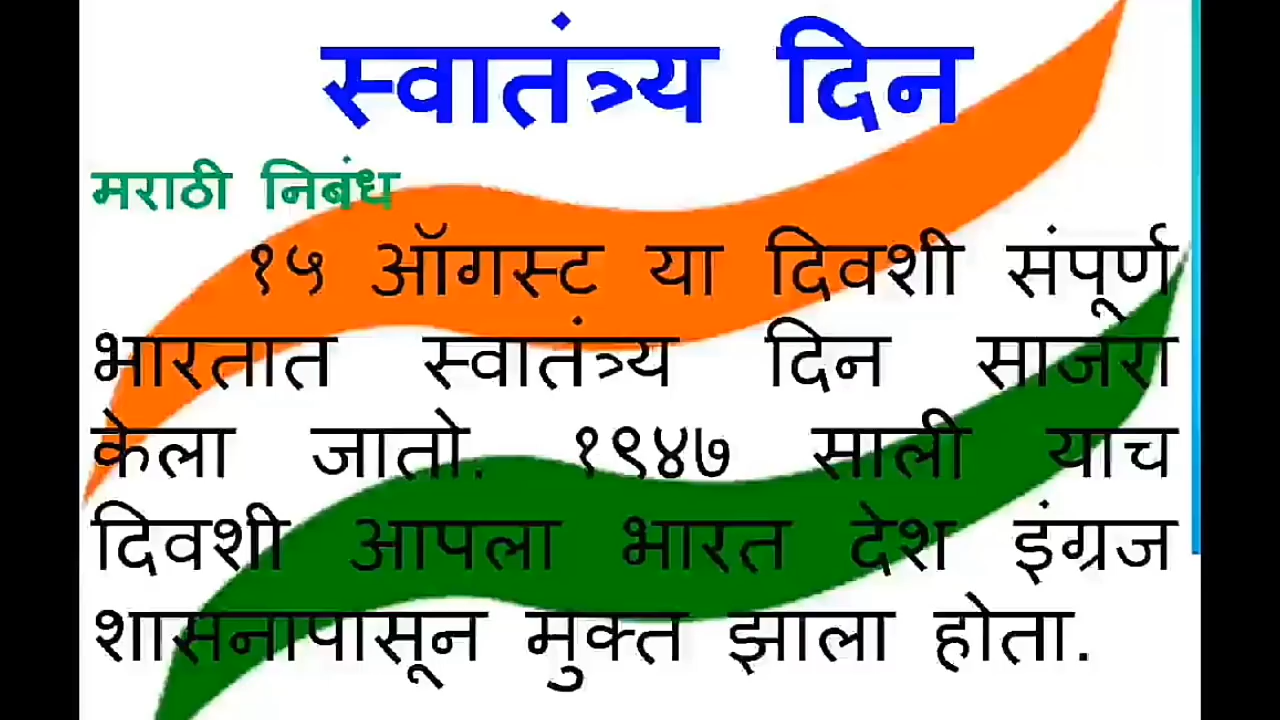 स्वातंत्र्य दिन
मराठी निबंध
१५ ऑगस्ट या दिवशी संपूर्ण
भारतात स्वातंत्र्य दिन साजरा
केला जातो. १९४७ साली याच
दिवशी आपला भारत देश इंग्रज
शासनापासून मुक्त झाला होता.